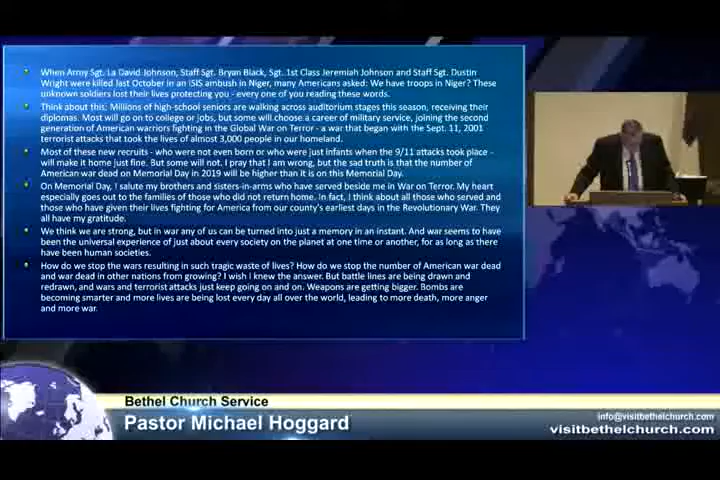 When Army Sgt. La David Johnson, Staff Sgt. Bryan Black, Sgt. 1st Class Jeremiah Johnson and Staff Sgt. Dustin
Wright were killed last October in an ISIS ambush in Niger, many Americans asked: We have troops in Niger? These
unknown soldiers lost their lives protecting you - every one of you reading these words.
Think about this: Millions of high-school seniors are walking across auditorium stages this season, receiving their
diplomas. Most will go on to college or jobs, but some will choose a career of military service, joining the second
generation of American warriors fighting in the Global War on Terror - a war that began with the Sept. 11, 2001
terrorist attacks that took the lives of almost 3,000 people in our homeland.
Most of these new recruits - who were not even born or who were just infants when the 9/11 attacks took place -
will make it home just fine. But some will not. I pray that I am wrong, but the sad truth is that the number of
American war dead on Memorial Day in 2019 will be higher than it is on this Memorial Day.
On Memorial Day, I salute my brothers and sisters-in-arms who have served beside me in War on Terror. My heart
especially goes out to the families of those who did not return home. In fact, I think about all those who served and
those who have given their lives fighting for America from our county's earliest days in the Revolutionary War. They
all have my gratitude.
We think we are strong, but in war any of us can be turned into just a memory in an instant. And war seems to have
been the universal experience of just about every society on the planet at one time or another, for as long as there
have been human societies.
How do we stop the wars resulting in such tragic waste of lives? How do we stop the number of American war dead
and war dead in other nations from growing? I wish I knew the answer. But battle lines are being drawn and
redrawn, and wars and terrorist attacks just keep going on and on. Weapons are getting bigger. Bombs are
becoming smarter and more lives are being lost every day all over the world, leading to more death, more anger
and more war.
Bethel Church Service
Pastor Michael Hoggard
info@visitbethelchurch.com
visitbethelchurch.com